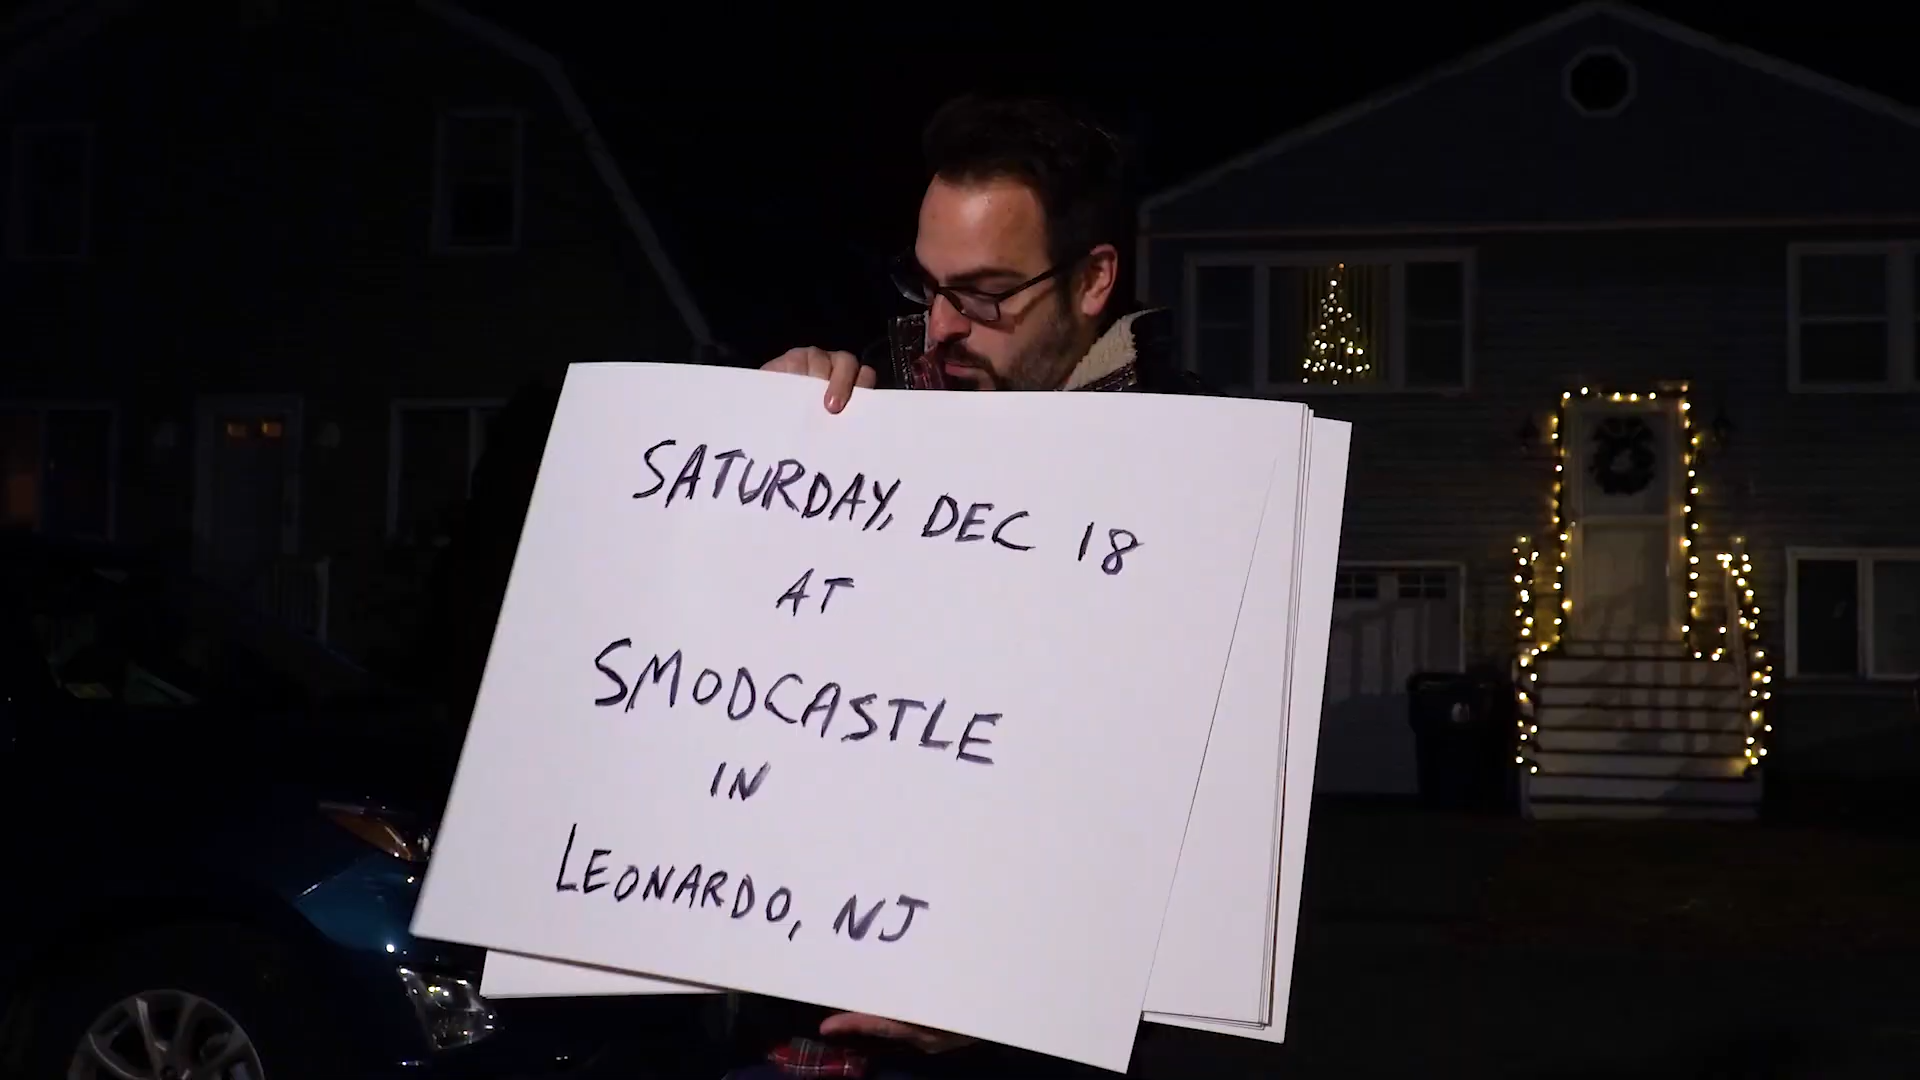 SATURDAY, DEC 18
AT
SMODCASTLE
IN
LEONARDO, NJ